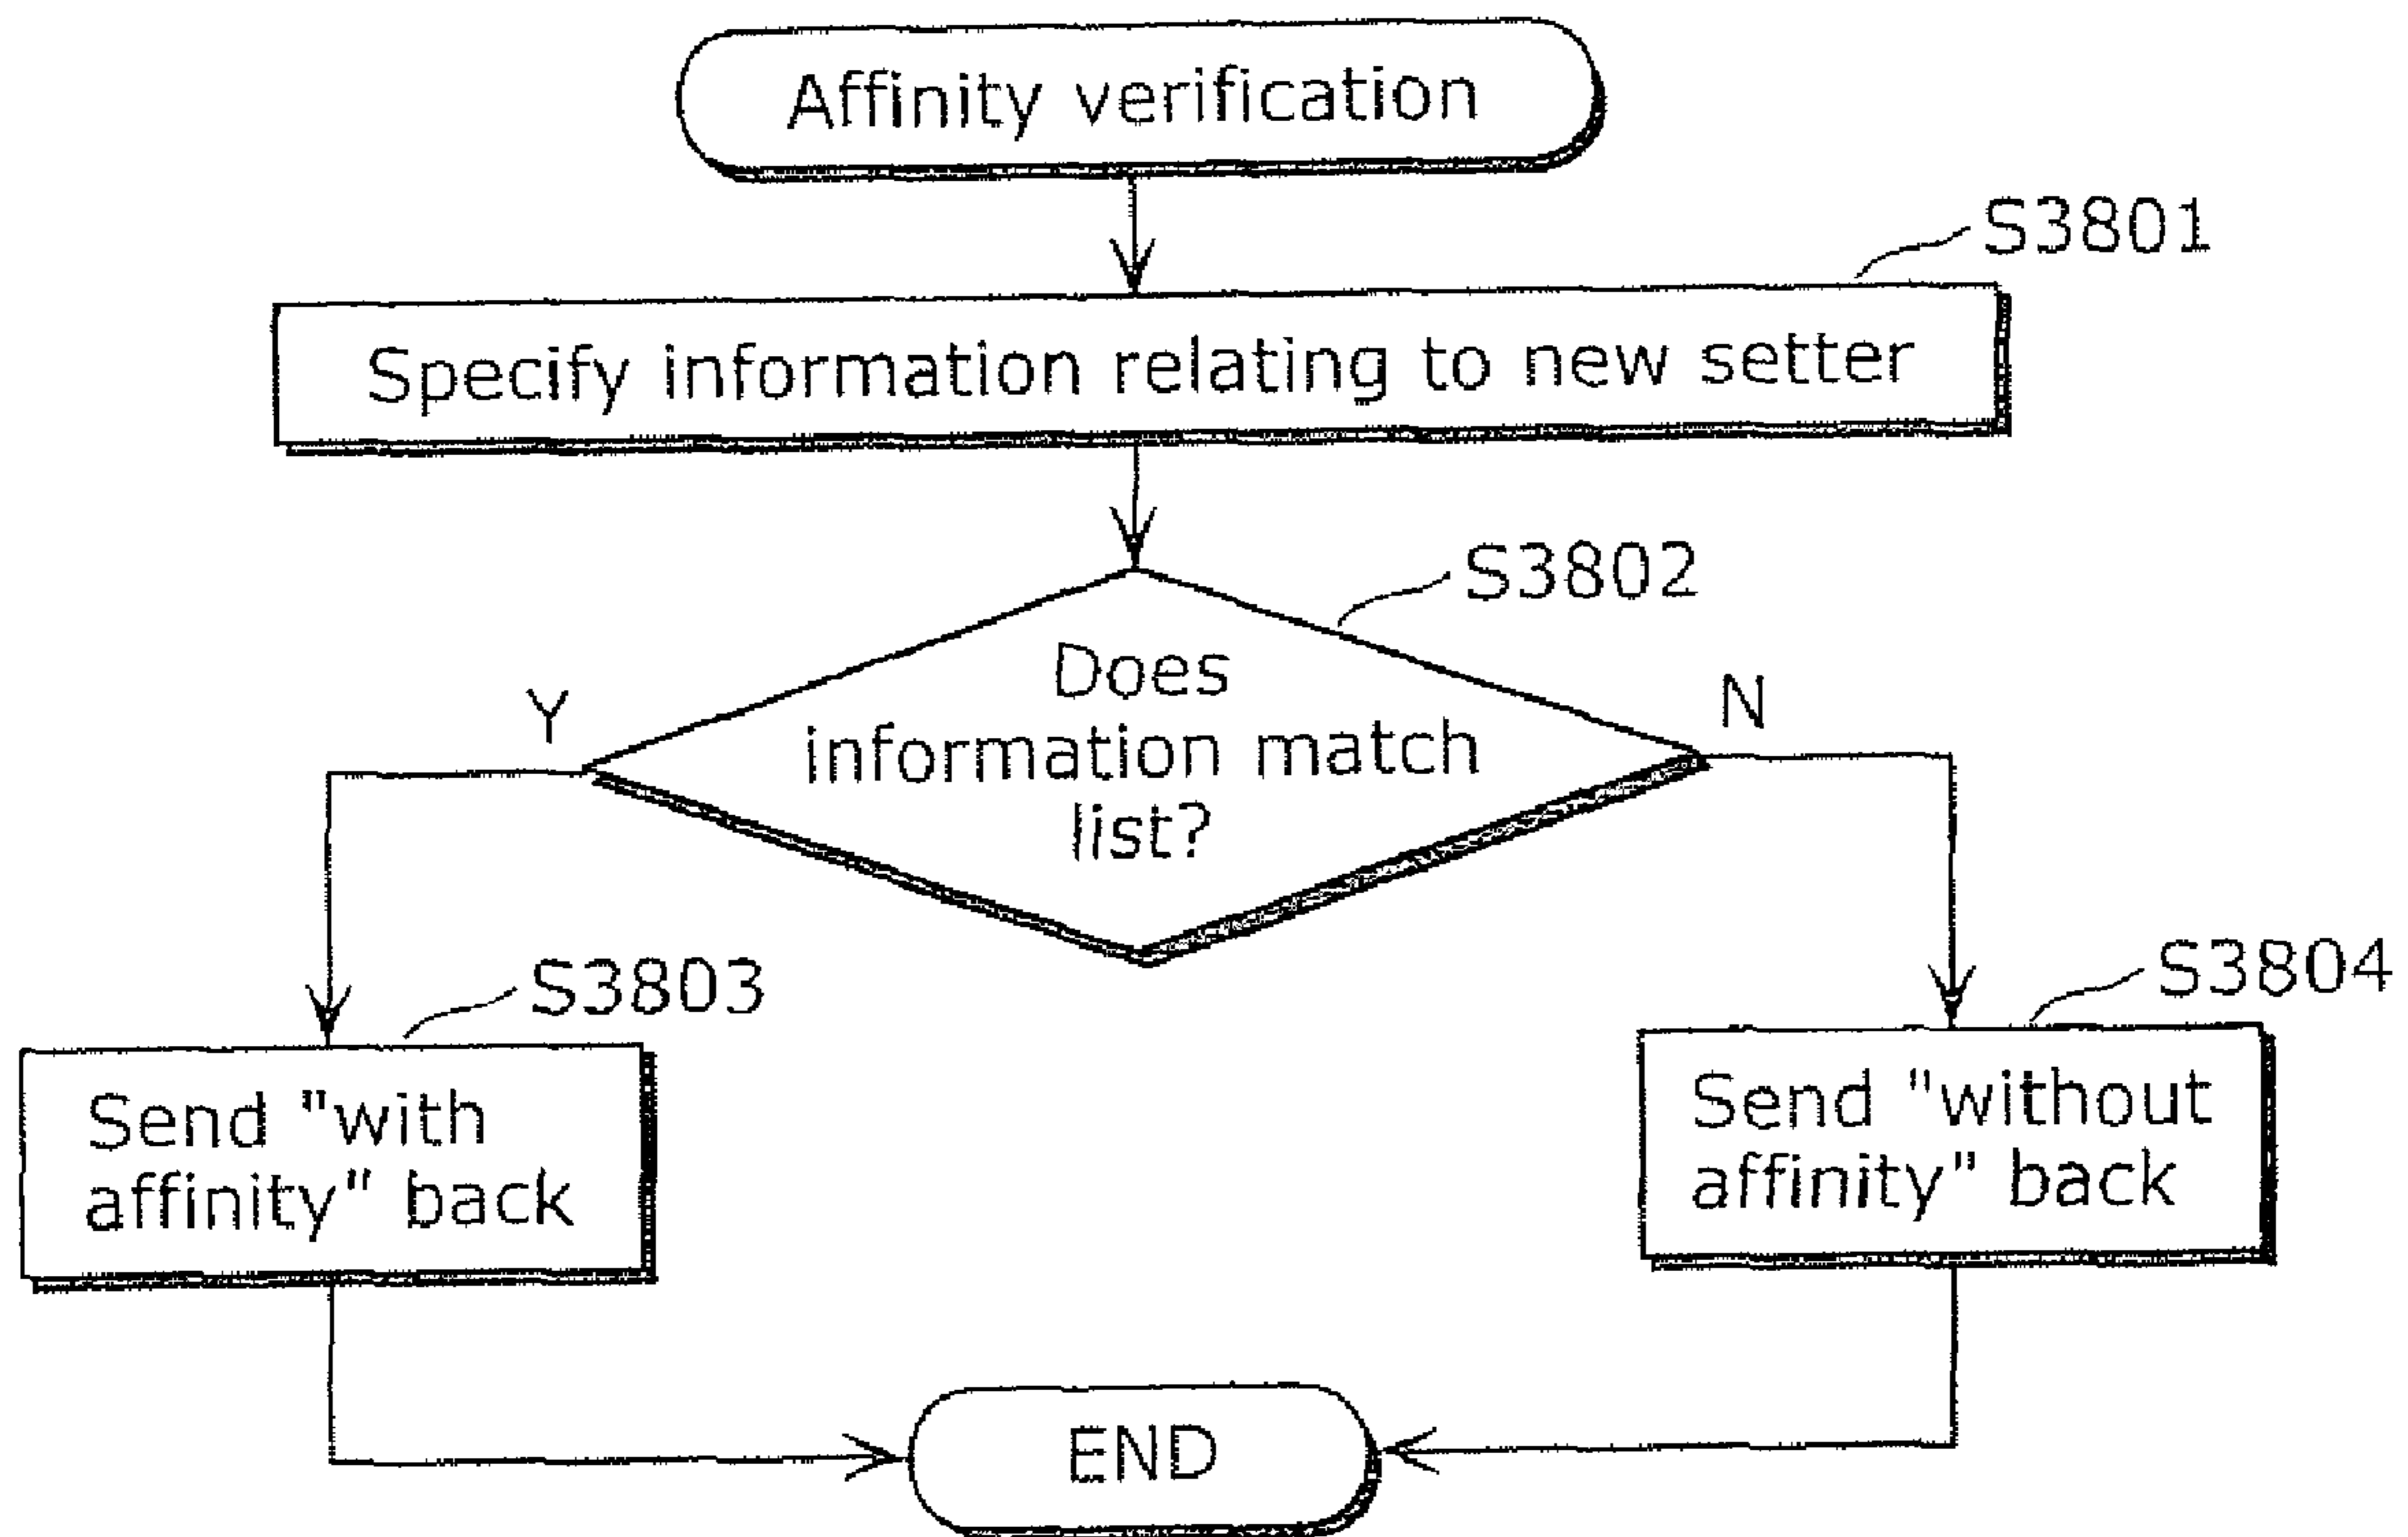 Affinity verification
S3801
Specify information relating to new setter
S3802
Does
information match
list?
Y
N
S3803
Send "with
affinity" back
S3804
Send "without
affinity" back
END